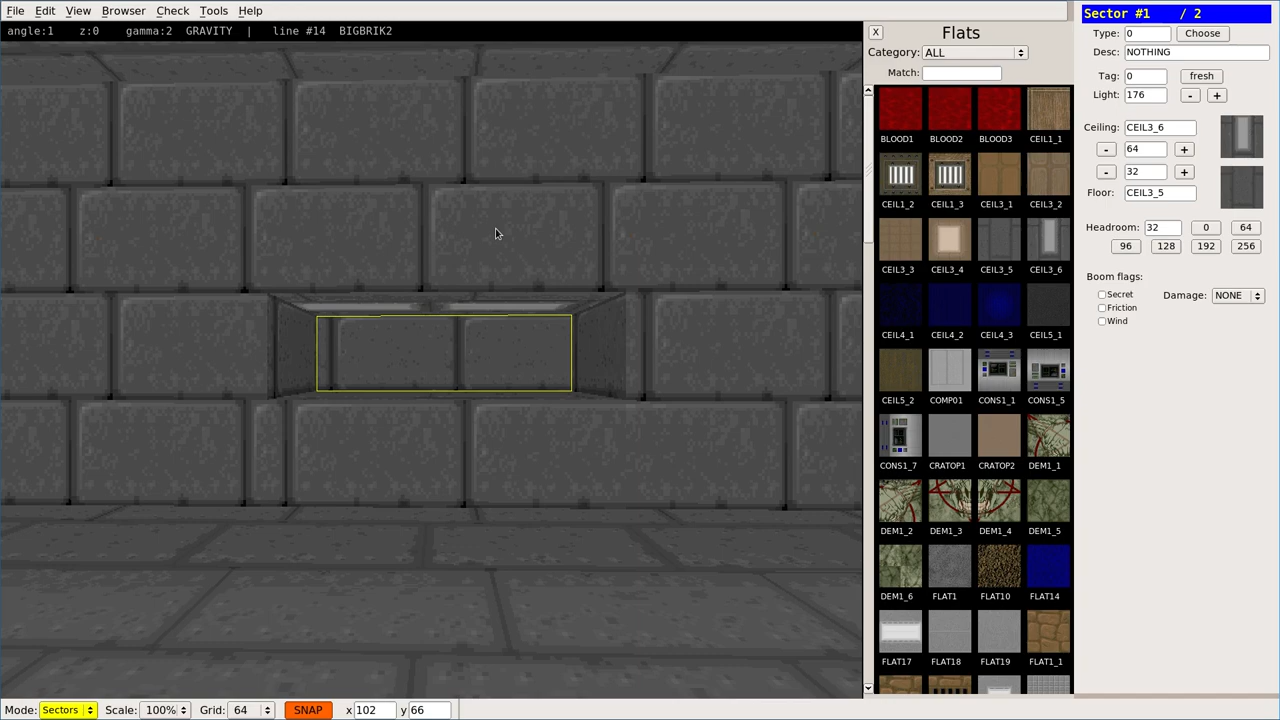 File Edit View Browser Check Tools Help
angle:1 z:0 gamma:2 GRAVITY | line #14 BIGBRIK2
X Flats
Category: ALL
Match:
BLOOD1 BLOOD2 BLOOD3 CEIL1_1
CEIL1_2 CEIL1_3 CEIL3_1 CEIL3_2
CEIL3_3 CEIL3_4 CEIL3_5 CEIL3_6
CEIL4_1 CEIL4_2 CEIL4_3 CEIL5_1
CEIL5_2 COMP01 CONS1_1 CONS1_5
CONS1_7 CRATOP1 CRATOP2 DEM1_1
DEM1_2 DEM1_3 DEM1_4 DEM1_5
DEM1_6 FLAT1 FLAT10 FLAT14
FLAT17 FLAT18 FLAT19 FLAT1_1
Sector #1 / 2
Type: 0 Choose
Desc: NOTHING
Tag: 0 fresh
Light: 176 - +
Ceiling: CEIL3_6
- 64 +
- 32 +
Floor: CEIL3_5
Headroom: 32 0 64
96 128 192 256
Boom flags:
Secret Damage: NONE
Friction
Wind
Mode: Sectors Scale: 100% Grid: 64 SNAP x 102 y 66